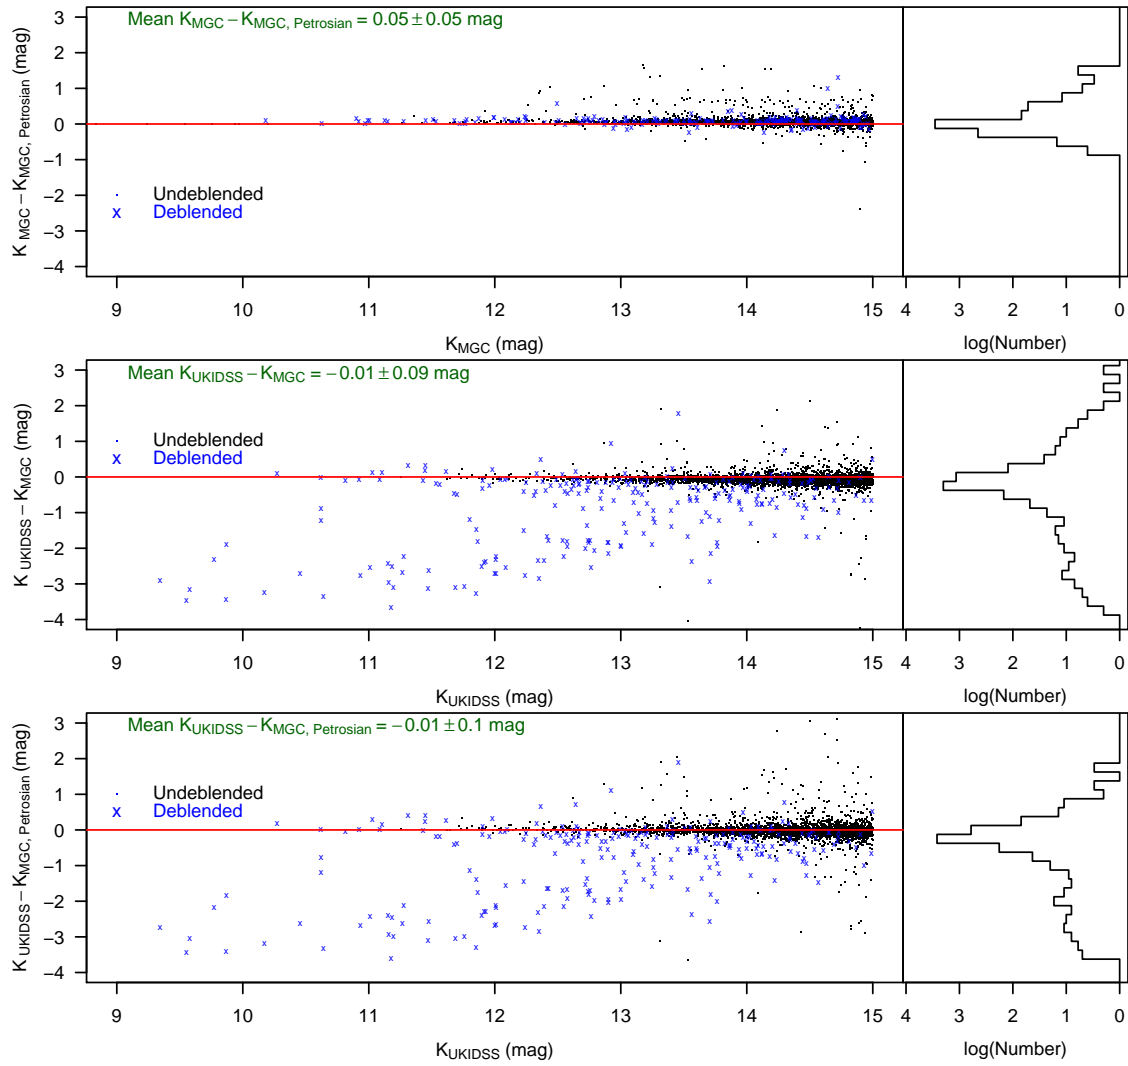 Mean K_MGC − K_MGC, Petrosian = 0.05 ± 0.05 mag
K_MGC − K_MGC, Petrosian (mag)
3
2
1
0
−1
−2
−3
−4
. Undeblended
x Deblended
9 10 11 12 13 14 15
K_MGC (mag)
4 3 2 1 0
log(Number)
Mean K_UKIDSS − K_MGC = −0.01 ± 0.09 mag
K_UKIDSS − K_MGC (mag)
3
2
1
0
−1
−2
−3
−4
. Undeblended
x Deblended
9 10 11 12 13 14 15
K_UKIDSS (mag)
4 3 2 1 0
log(Number)
Mean K_UKIDSS − K_MGC, Petrosian = −0.01 ± 0.1 mag
K_UKIDSS − K_MGC, Petrosian (mag)
3
2
1
0
−1
−2
−3
−4
. Undeblended
x Deblended
9 10 11 12 13 14 15
K_UKIDSS (mag)
4 3 2 1 0
log(Number)